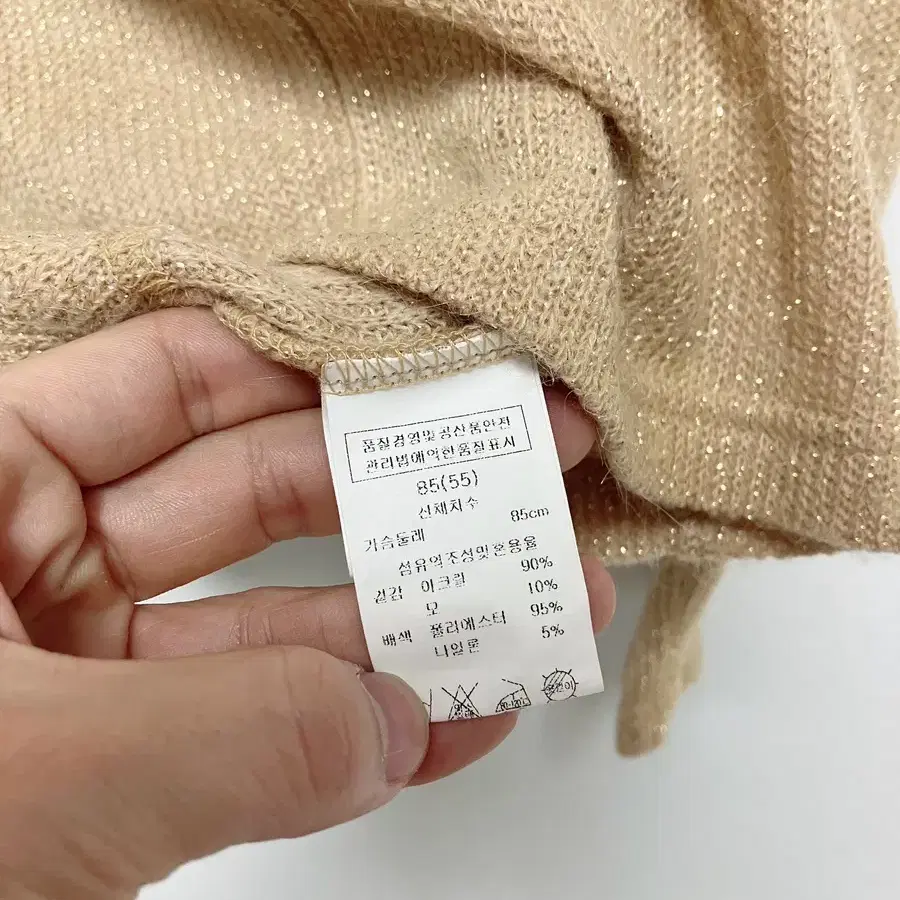 품질경영및공산품안전
관리법에의한품질표시
85(55)
신체치수
가슴둘레 85cm
섬유의조성및혼용율
겉감 아크릴 90%
모 10%
배색 폴리에스터 95%
나일론 5%